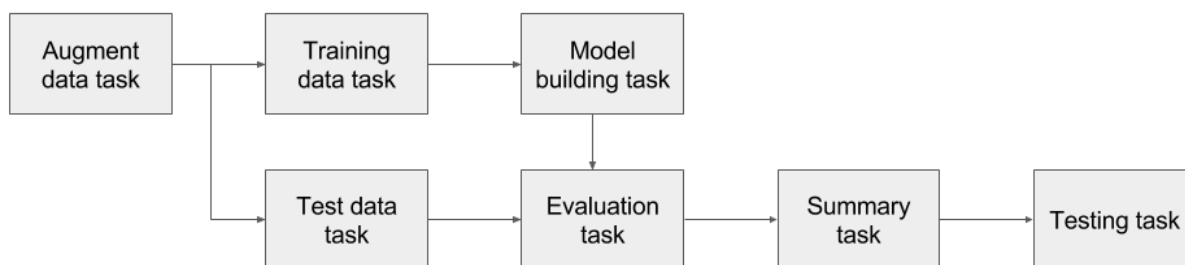 Augment
data task
Training
data task
Model
building task
Test data
task
Evaluation
task
Summary
task
Testing task